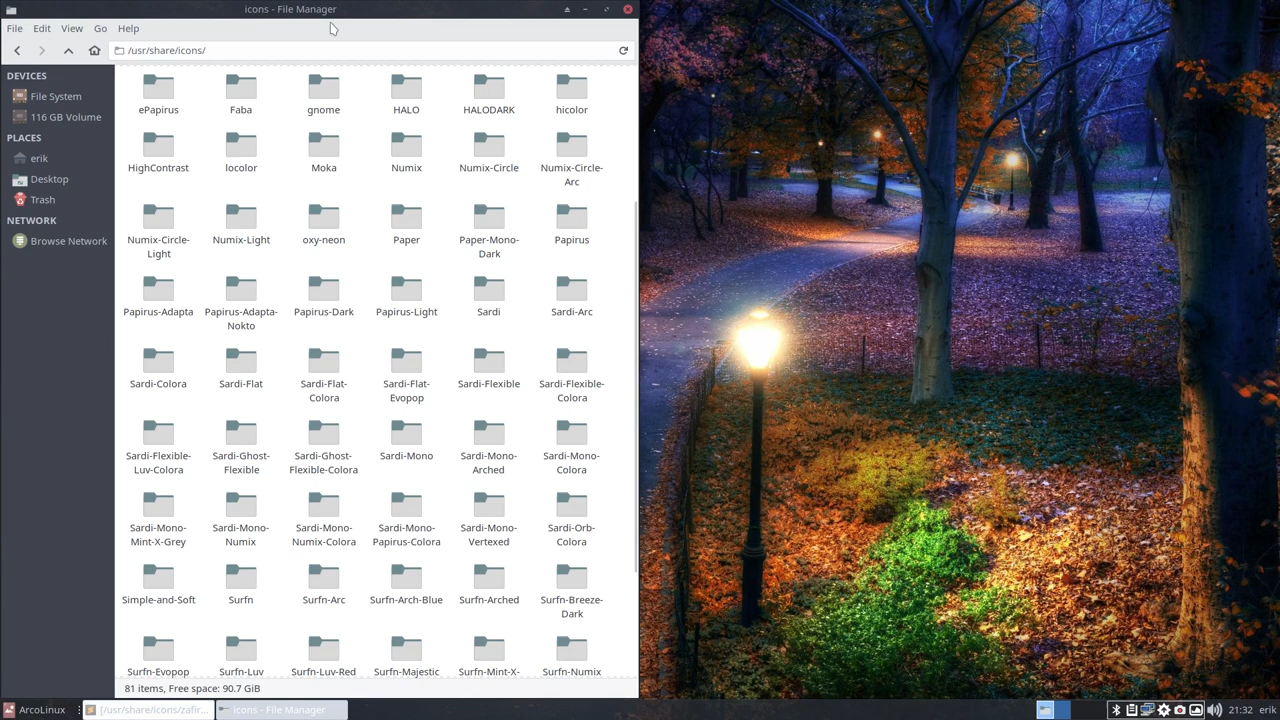 icons - File Manager
File Edit View Go Help
/usr/share/icons/
DEVICES
File System
116 GB Volume
PLACES
erik
Desktop
Trash
NETWORK
Browse Network
ePapirus Faba gnome HALO HALODARK hicolor
HighContrast locolor Moka Numix Numix-Circle Numix-Circle-
Arc
Numix-Circle- Numix-Light oxy-neon Paper Paper-Mono- Papirus
Light Dark
Papirus-Adapta Papirus-Adapta- Papirus-Dark Papirus-Light Sardi Sardi-Arc
Nokto
Sardi-Colora Sardi-Flat Sardi-Flat- Sardi-Flat- Sardi-Flexible Sardi-Flexible-
Colora Evopop Colora
Sardi-Flexible- Sardi-Ghost- Sardi-Ghost- Sardi-Mono Sardi-Mono- Sardi-Mono-
Luv-Colora Flexible Flexible-Colora Arched Colora
Sardi-Mono- Sardi-Mono- Sardi-Mono- Sardi-Mono- Sardi-Mono- Sardi-Orb-
Mint-X-Grey Numix Numix-Colora Papirus-Colora Vertexed Colora
Simple-and-Soft Surfn Surfn-Arc Surfn-Arch-Blue Surfn-Arched Surfn-Breeze-
Dark
Surfn-Evopop Surfn-Luv Surfn-Luv-Red Surfn-Majestic Surfn-Mint-X- Surfn-Numix
81 items, Free space: 90.7 GiB
ArcoLinux [/usr/share/icons/zafir... icons - File Manager 21:32 erik